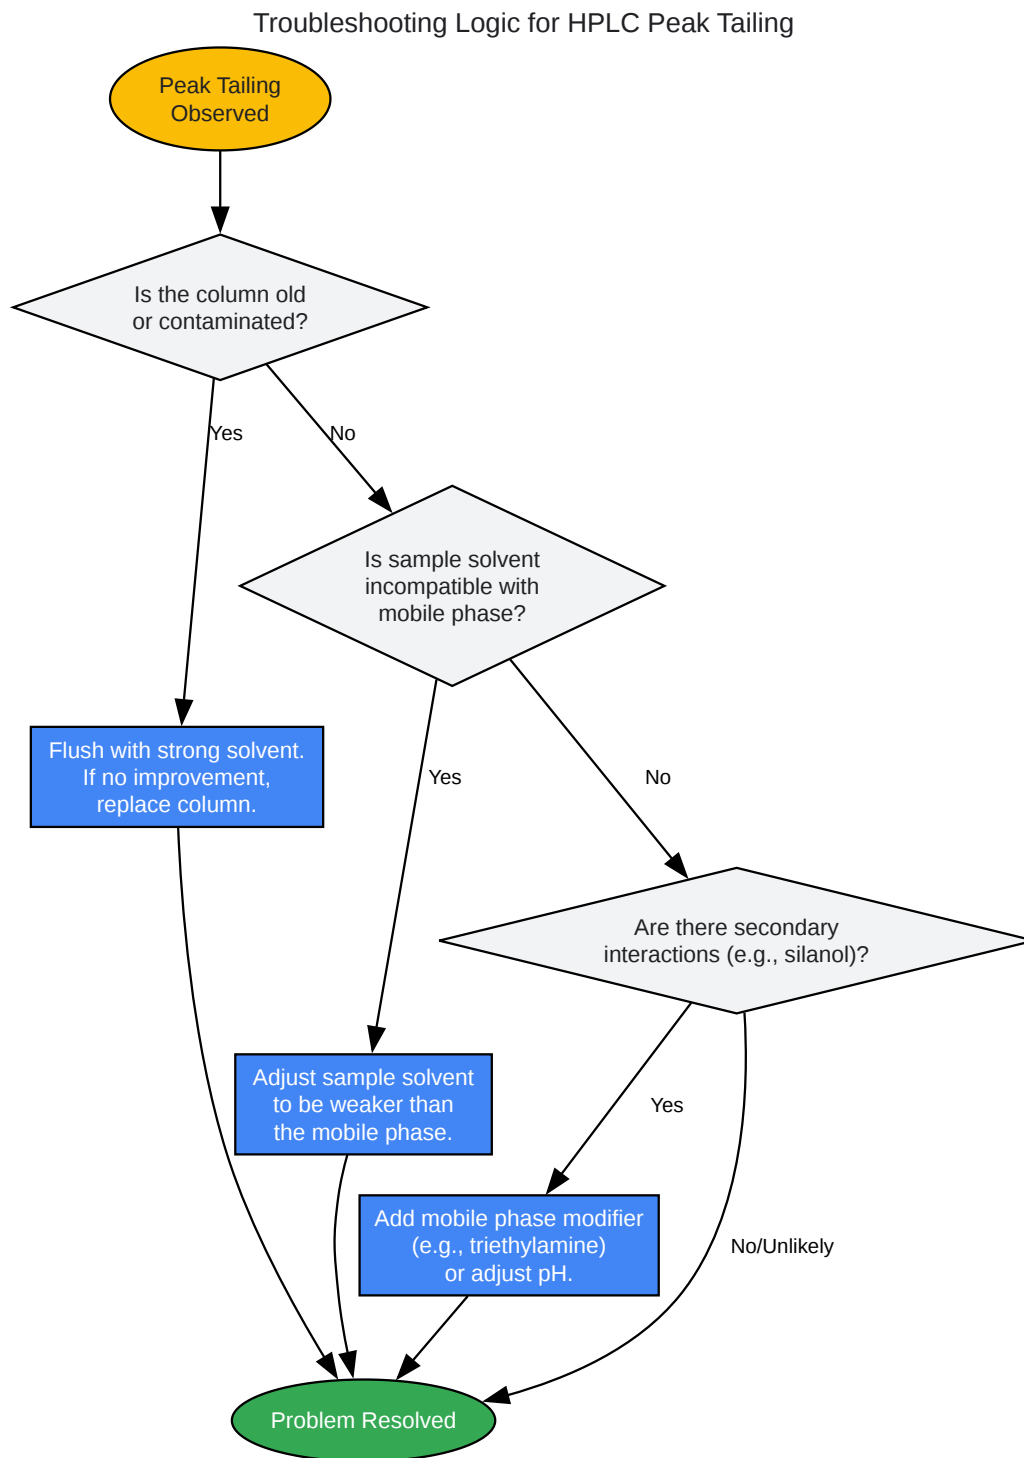 Troubleshooting Logic for HPLC Peak Tailing
Peak Tailing
Observed
Is the column old
or contaminated?
Yes
No
Is sample solvent
incompatible with
mobile phase?
Flush with strong solvent.
If no improvement,
replace column.
Yes
No
Are there secondary
interactions (e.g., silanol)?
Adjust sample solvent
to be weaker than
the mobile phase.
Yes
Add mobile phase modifier
(e.g., triethylamine)
or adjust pH.
No/Unlikely
Problem Resolved